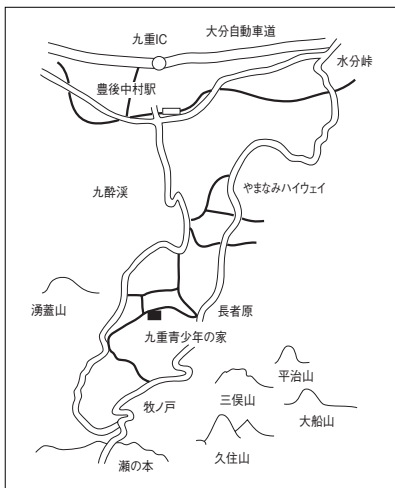 九重IC
大分自動車道
水分峠
豊後中村駅
九酔渓
やまなみハイウェイ
湧蓋山
長者原
九重青少年の家
平治山
三俣山
大船山
牧ノ戸
久住山
瀬の本